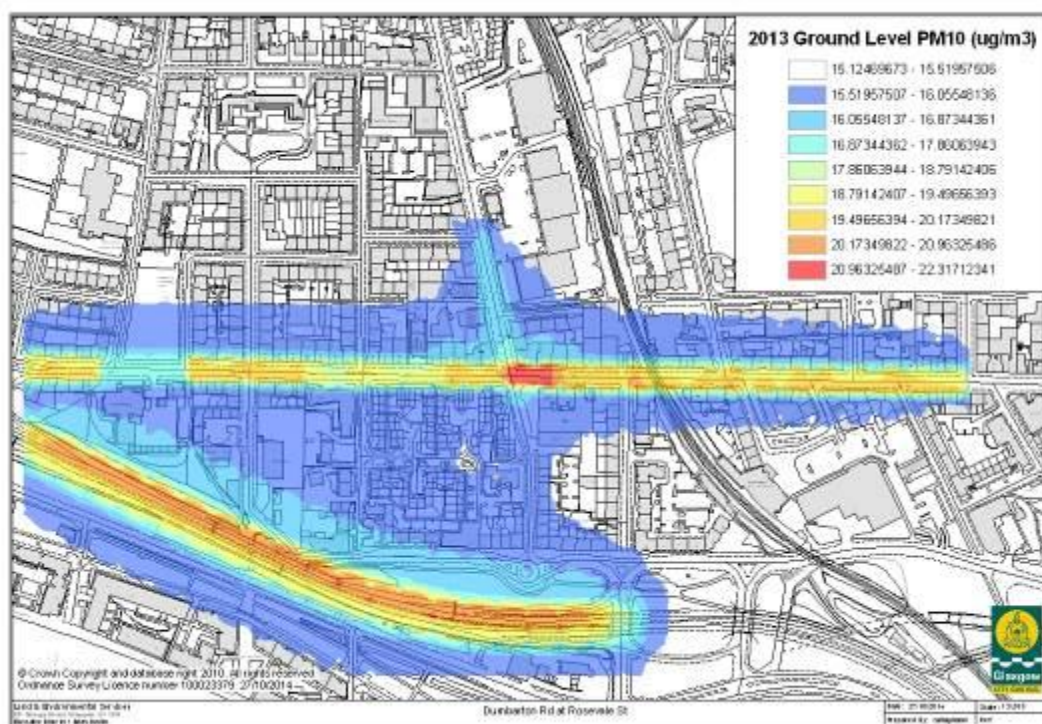 2013 Ground Level PM10 (ug/m3)
15.12469673 - 15.51957506
15.51957507 - 16.05548136
16.05548137 - 16.87344361
16.87344362 - 17.86063943
17.86063944 - 18.79142406
18.79142407 - 19.49656393
19.49656394 - 20.17349821
20.17349822 - 20.96325486
20.96325487 - 22.31712341
© Crown Copyright and database right 2010. All rights reserved
Ordnance Survey Licence number 100023379 27/10/2014
Glasgow
Land & Environmental Services
Dumbarton Rd at Rosevale St